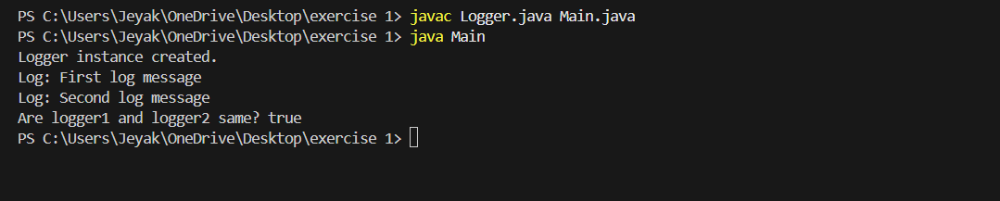 PS C:\Users\Jeyak\OneDrive\Desktop\exercise 1> javac Logger.java Main.java
PS C:\Users\Jeyak\OneDrive\Desktop\exercise 1> java Main
Logger instance created.
Log: First log message
Log: Second log message
Are logger1 and logger2 same? true
PS C:\Users\Jeyak\OneDrive\Desktop\exercise 1>